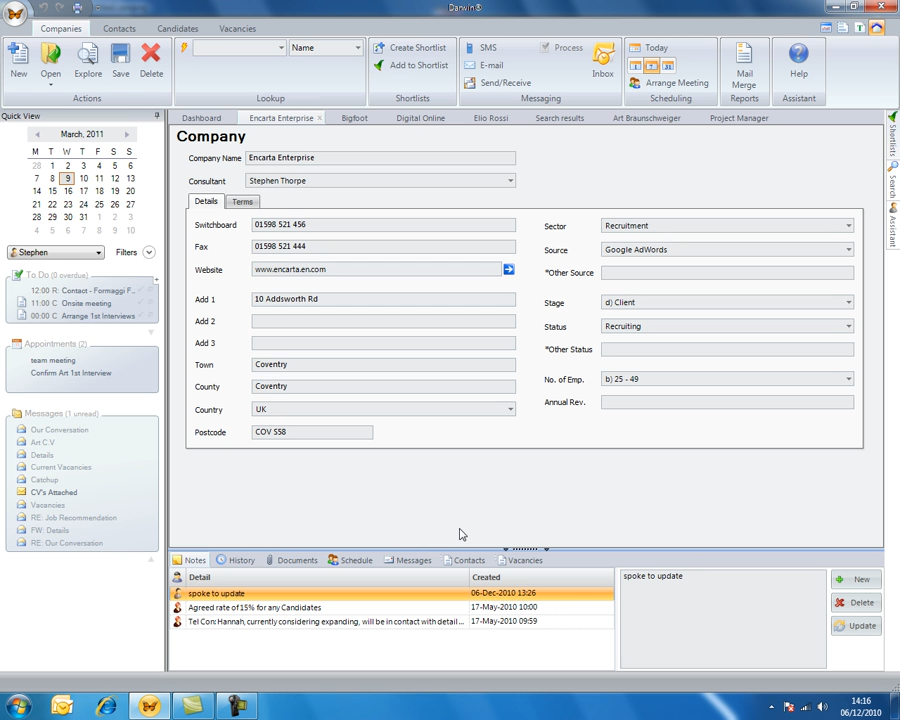 Darwin®
Companies Contacts Candidates Vacancies
New Open Explore Save Delete
Actions
Name
Lookup
Create Shortlist
Add to Shortlist
Shortlists
SMS Process
E-mail
Send/Receive
Inbox
Messaging
Today
Arrange Meeting
Scheduling
Mail Merge
Reports
Help
Assistant
Quick View
Dashboard Encarta Enterprise Bigfoot Digital Online Elio Rossi Search results Art Braunschweiger Project Manager
March, 2011
M T W T F S S
28 1 2 3 4 5 6
7 8 9 10 11 12 13
14 15 16 17 18 19 20
21 22 23 24 25 26 27
28 29 30 31 1 2 3
4 5 6 7 8 9 10
Stephen Filters
To Do (0 overdue)
12:00 R: Contact - Formaggi F...
11:00 C Onsite meeting
00:00 C Arrange 1st Interviews
Appointments (2)
team meeting
Confirm Art 1st Interview
Messages (1 unread)
Our Conversation
Art C.V
Details
Current Vacancies
Catchup
CV's Attached
Vacancies
RE: Job Recommendation
FW: Details
RE: Our Conversation
Company
Company Name Encarta Enterprise
Consultant Stephen Thorpe
Details Terms
Switchboard 01598 521 456
Fax 01598 521 444
Website www.encarta.en.com
Add 1 10 Addsworth Rd
Add 2
Add 3
Town Coventry
County Coventry
Country UK
Postcode COV S58
Sector Recruitment
Source Google AdWords
*Other Source
Stage d) Client
Status Recruiting
*Other Status
No. of Emp. b) 25 - 49
Annual Rev.
Shortlists
Search
Assistant
Notes History Documents Schedule Messages Contacts Vacancies
Detail Created
spoke to update 06-Dec-2010 13:26
Agreed rate of 15% for any Candidates 17-May-2010 10:00
Tel Con: Hannah, currently considering expanding, will be in contact with detail... 17-May-2010 09:59
spoke to update
New
Delete
Update
14:16
06/12/2010